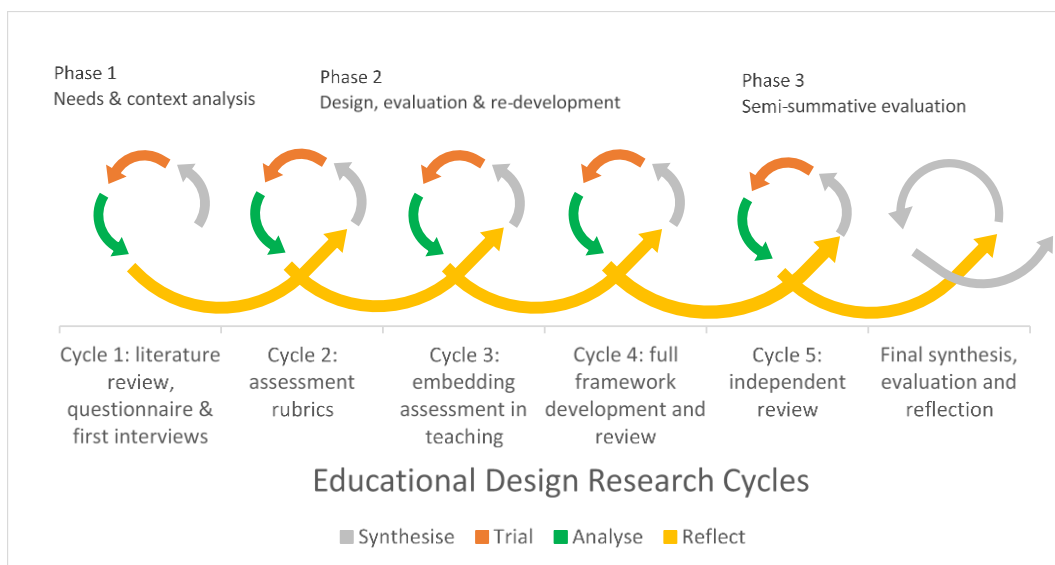 Phase 1
Needs & context analysis
Phase 2
Design, evaluation & re-development
Phase 3
Semi-summative evaluation
Cycle 1: literature
review,
questionnaire &
first interviews
Cycle 2:
assessment
rubrics
Cycle 3:
embedding
assessment in
teaching
Cycle 4: full
framework
development and
review
Cycle 5:
independent
review
Final synthesis,
evaluation and
reflection
Educational Design Research Cycles
Synthesise Trial Analyse Reflect